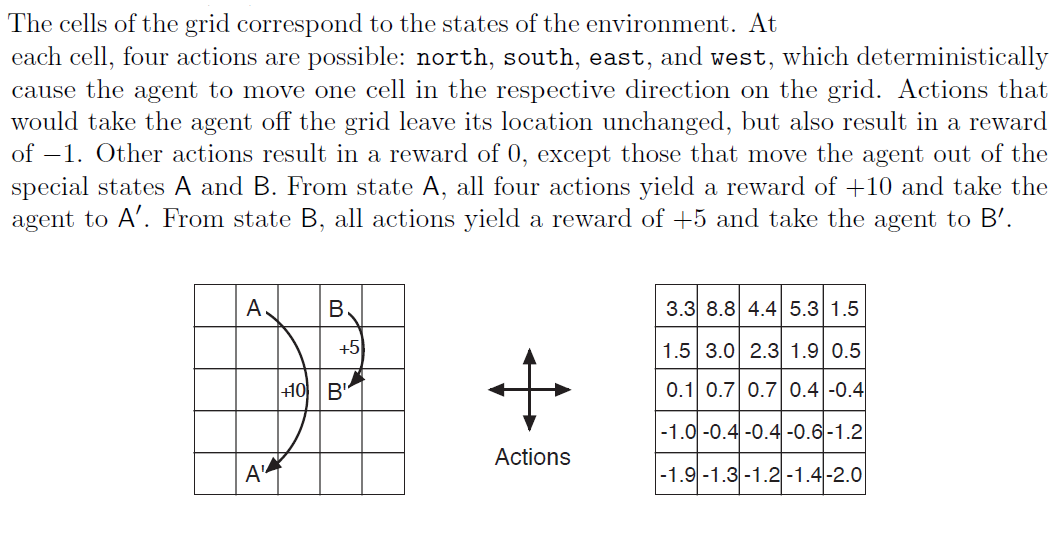 The cells of the grid correspond to the states of the environment. At
each cell, four actions are possible: north, south, east, and west, which deterministically
cause the agent to move one cell in the respective direction on the grid. Actions that
would take the agent off the grid leave its location unchanged, but also result in a reward
of −1. Other actions result in a reward of 0, except those that move the agent out of the
special states A and B. From state A, all four actions yield a reward of +10 and take the
agent to A′. From state B, all actions yield a reward of +5 and take the agent to B′.
A B
+5
+10 B'
A'
Actions
3.3 8.8 4.4 5.3 1.5
1.5 3.0 2.3 1.9 0.5
0.1 0.7 0.7 0.4 -0.4
-1.0 -0.4 -0.4 -0.6 -1.2
-1.9 -1.3 -1.2 -1.4 -2.0